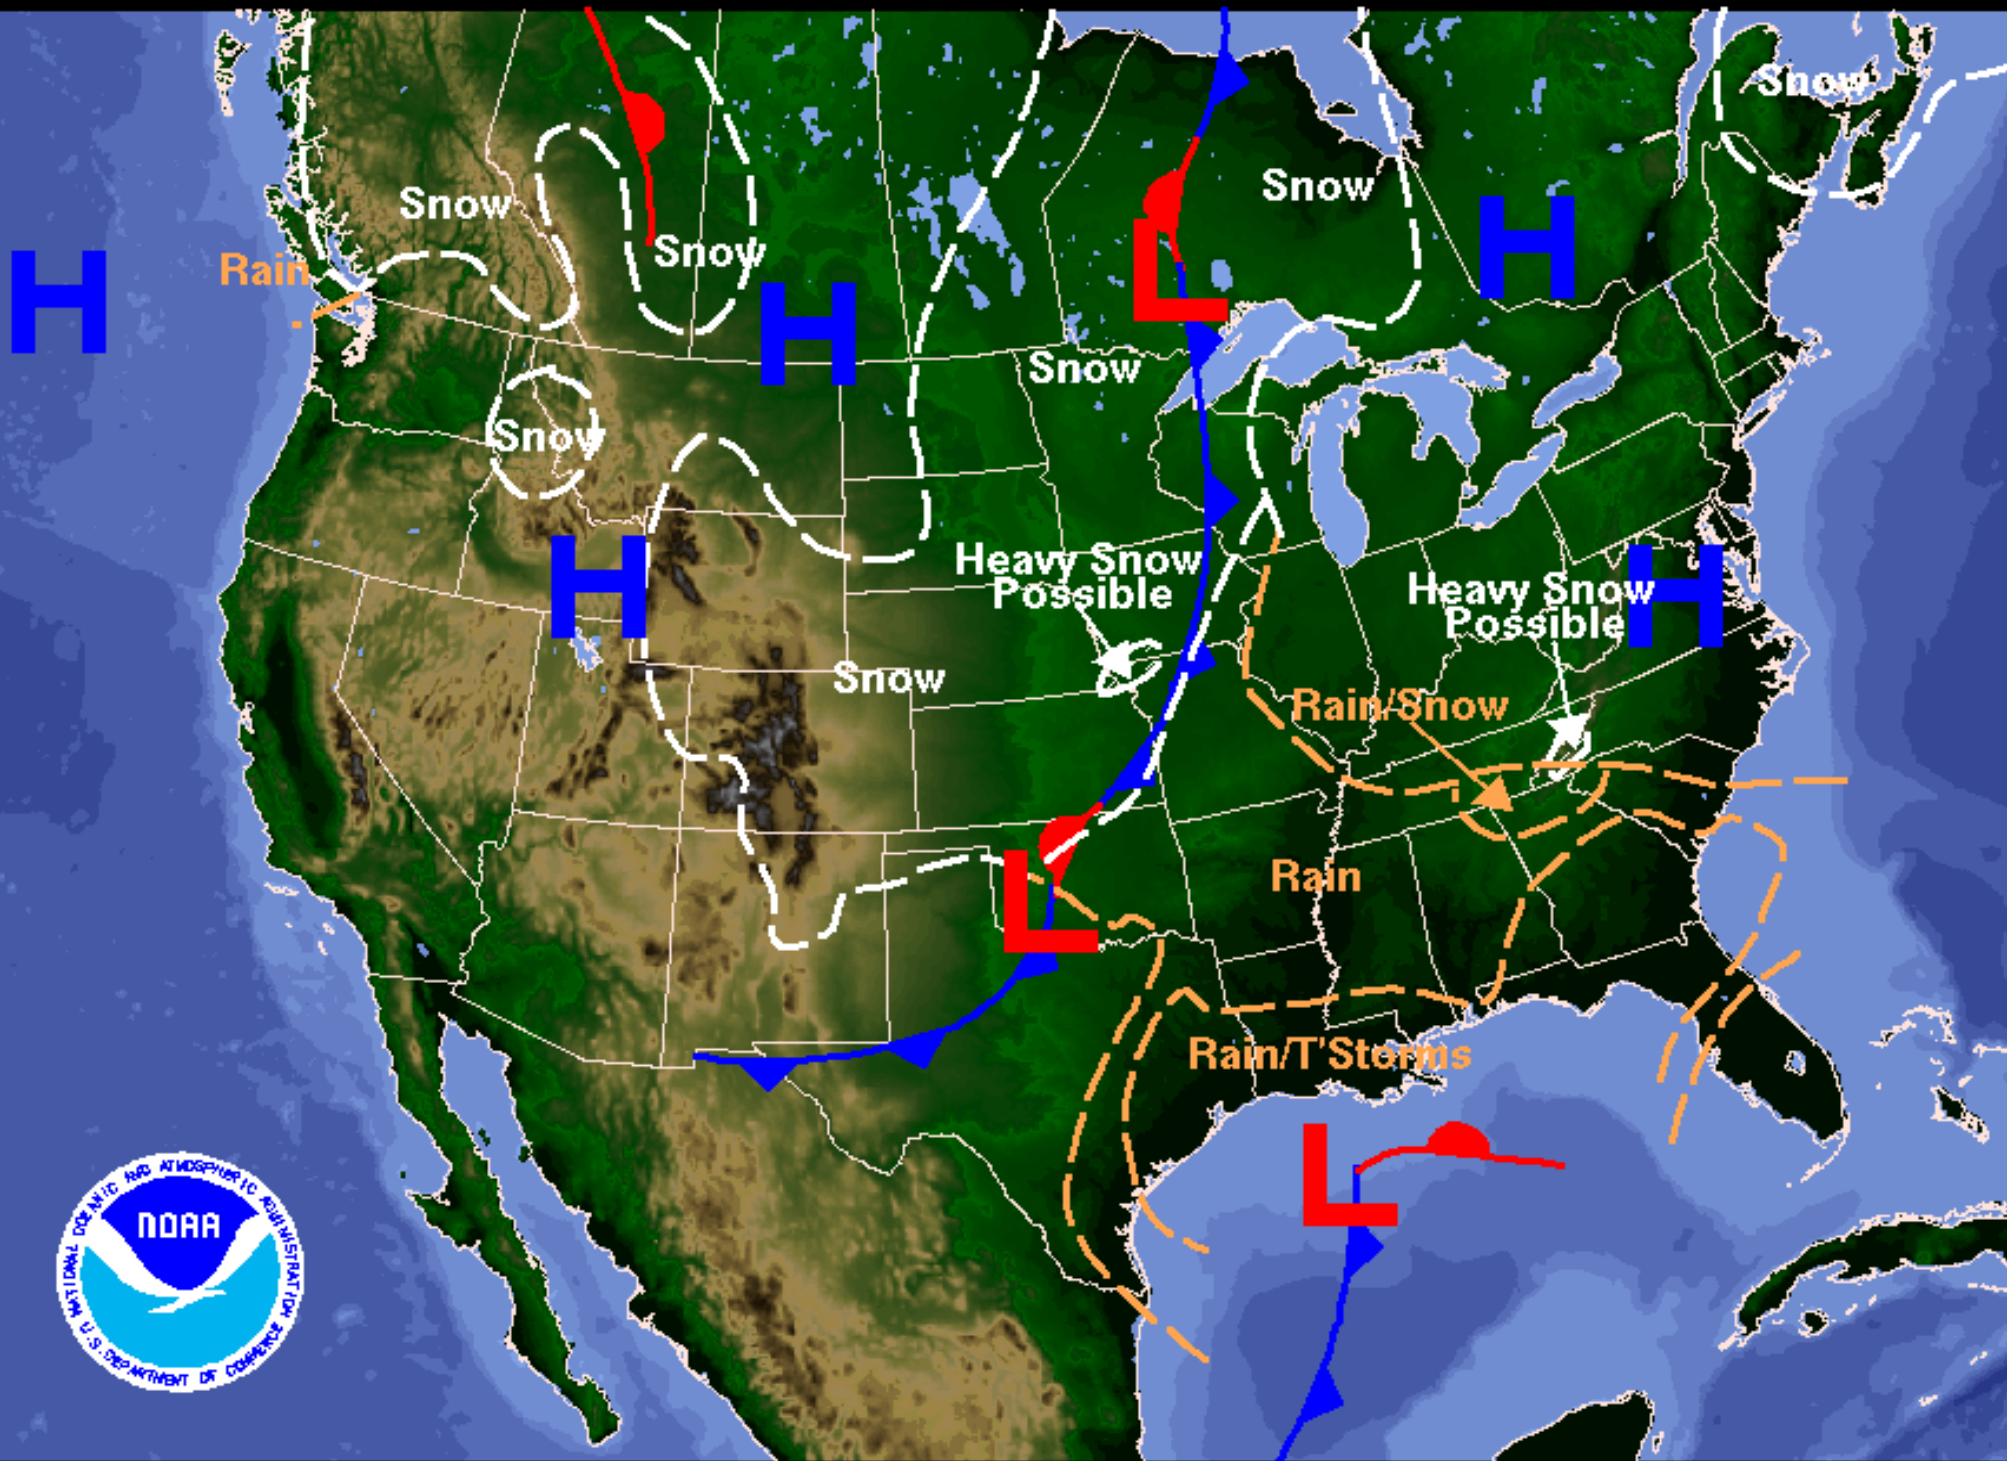 Snow
Snow
Snow
H
Rain
Snow
H
H
L
H
Snow
Snow
H
Heavy Snow
Possible
Heavy Snow
Possible
H
Snow
Rain/Snow
L
Rain
Rain/T'Storms
L
NATIONAL OCEANIC AND ATMOSPHERIC ADMINISTRATION
NOAA
U.S. DEPARTMENT OF COMMERCE